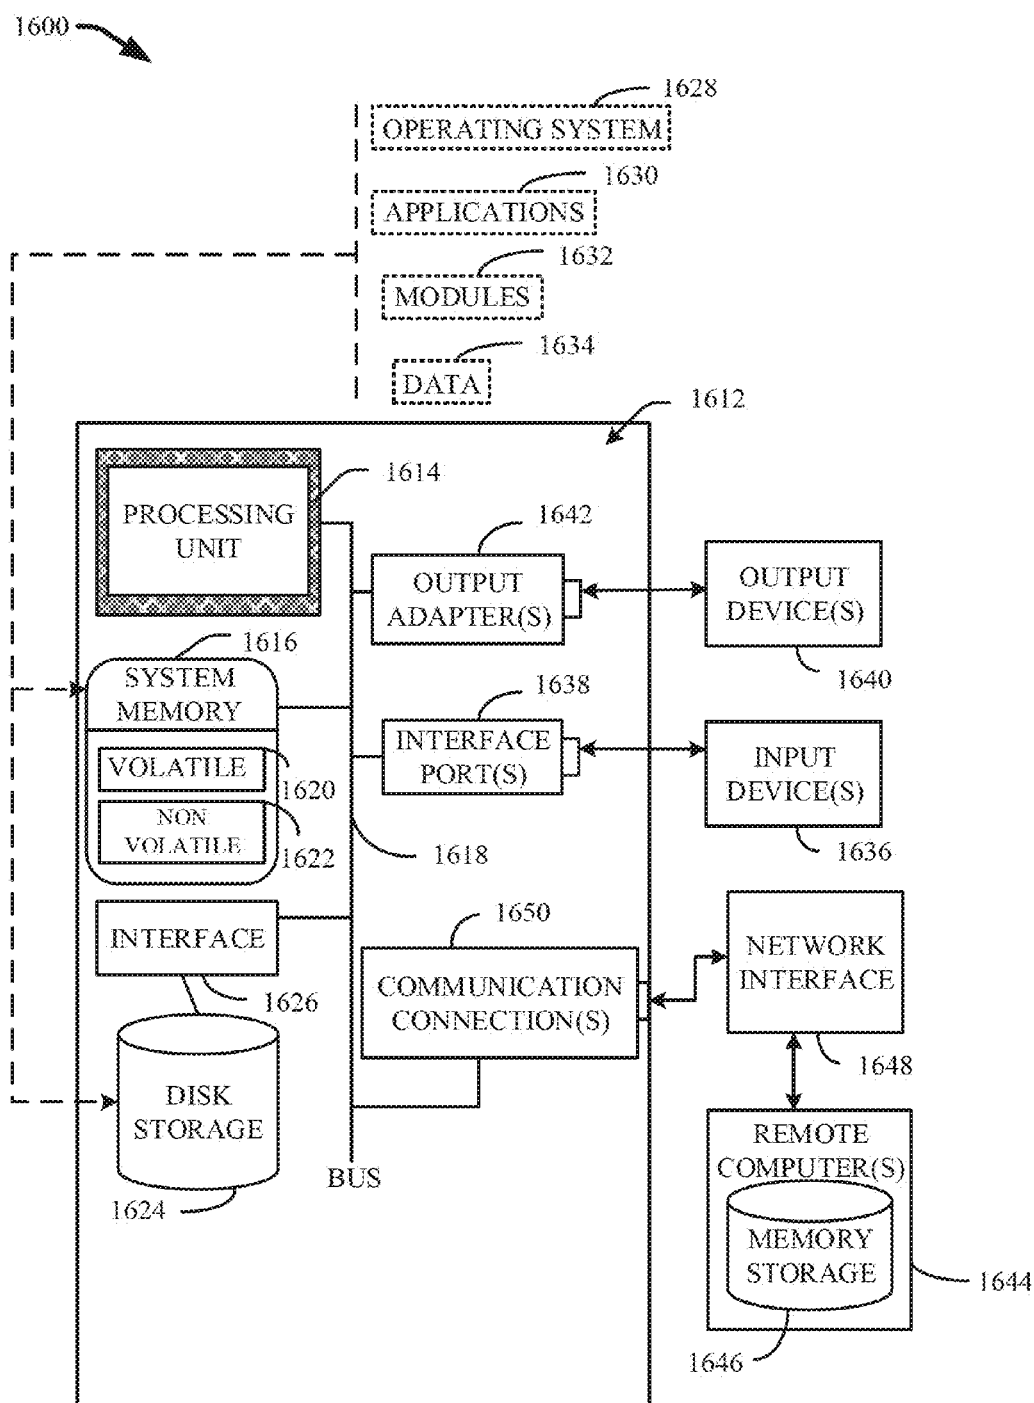 1600
1628
OPERATING SYSTEM
1630
APPLICATIONS
1632
MODULES
1634
DATA
1612
1614
PROCESSING
UNIT
1642
OUTPUT
ADAPTER(S)
OUTPUT
DEVICE(S)
1640
1616
SYSTEM
MEMORY
VOLATILE
1620
NON
VOLATILE
1622
1638
INTERFACE
PORT(S)
INPUT
DEVICE(S)
1636
1618
INTERFACE
1626
1650
COMMUNICATION
CONNECTION(S)
NETWORK
INTERFACE
1648
DISK
STORAGE
1624
BUS
REMOTE
COMPUTER(S)
MEMORY
STORAGE
1644
1646